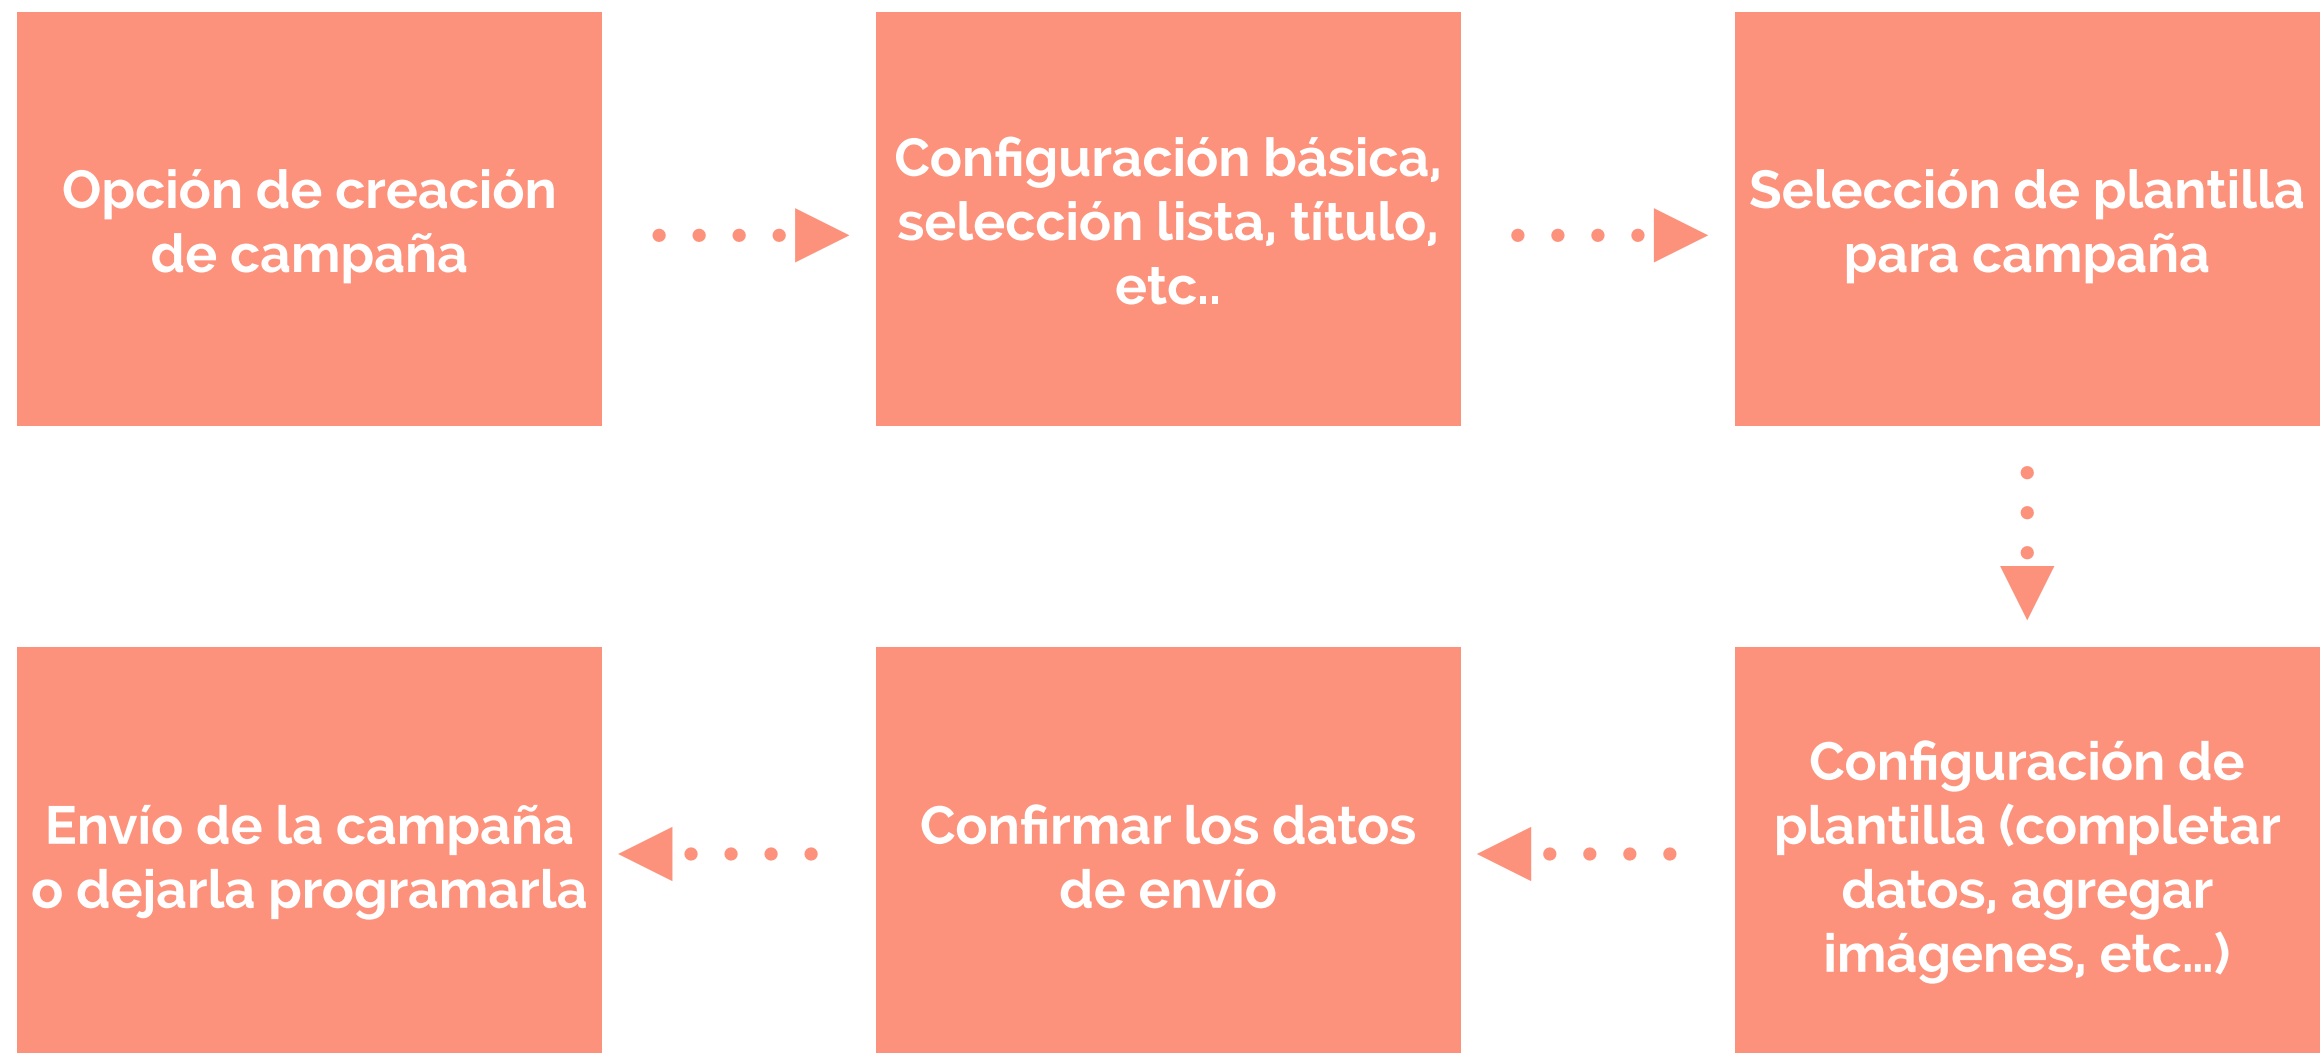 Opción de creación
de campaña
Configuración básica,
selección lista, título,
etc..
Selección de plantilla
para campaña
Configuración de
plantilla (completar
datos, agregar
imágenes, etc...)
Confirmar los datos
de envío
Envío de la campaña
o dejarla programarla